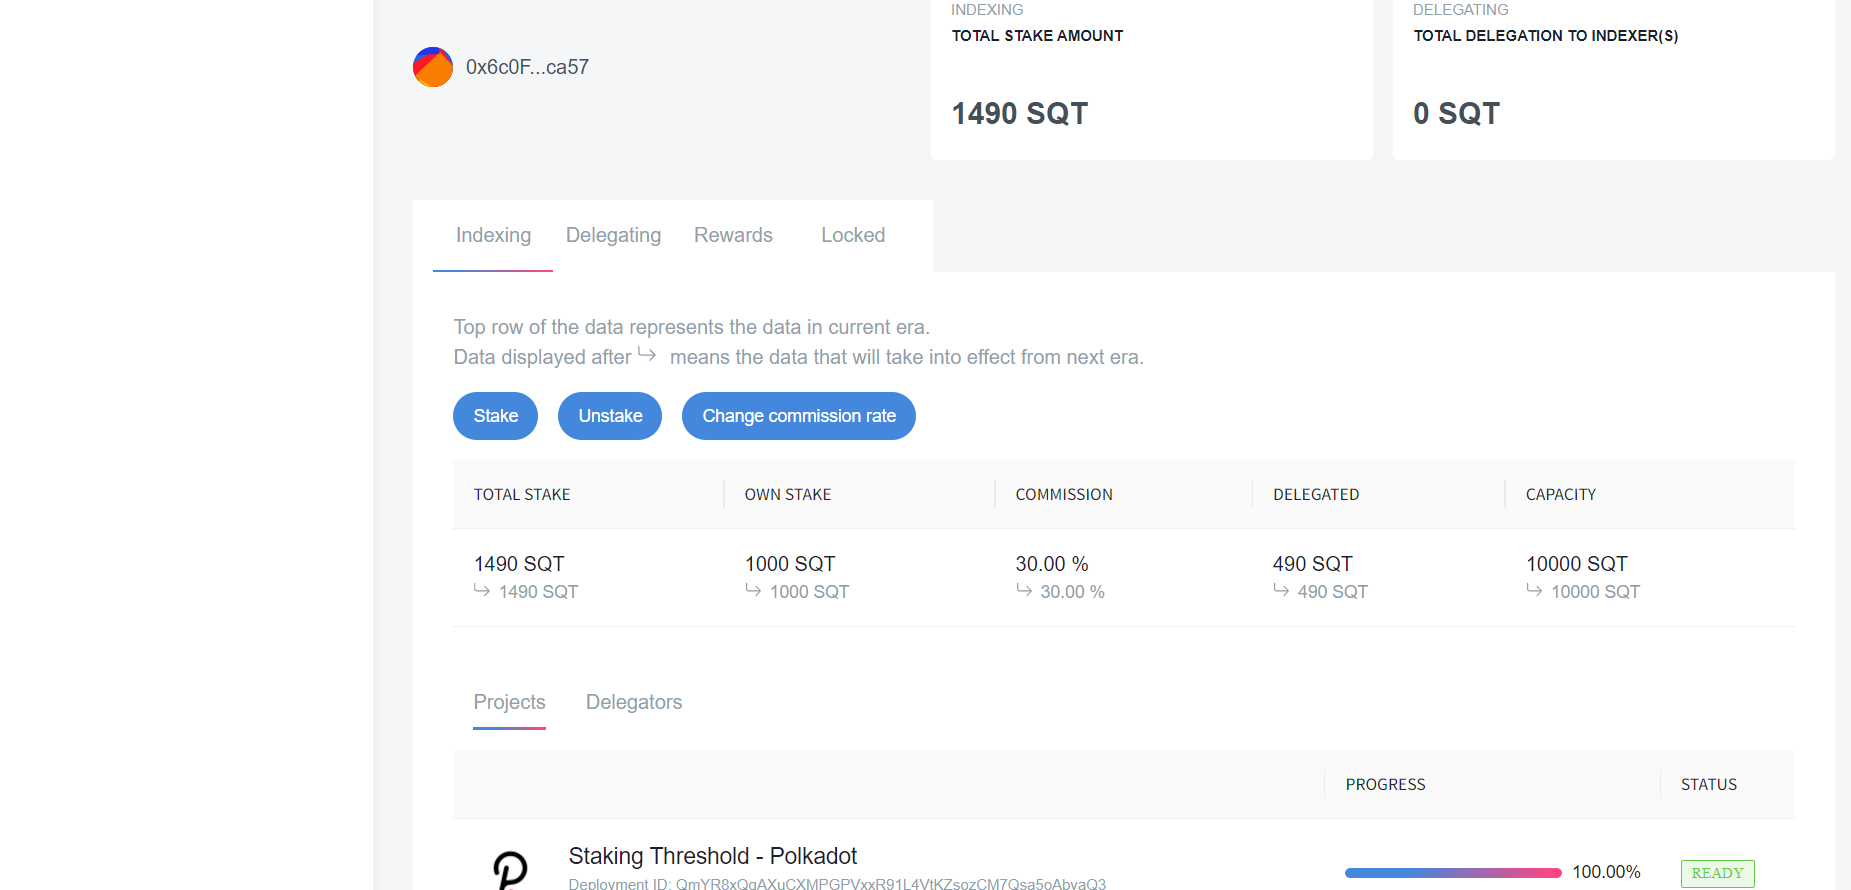 INDEXING
TOTAL STAKE AMOUNT
1490 SQT
DELEGATING
TOTAL DELEGATION TO INDEXER(S)
0 SQT
0x6c0F...ca57
Indexing Delegating Rewards Locked
Top row of the data represents the data in current era.
Data displayed after ↪ means the data that will take into effect from next era.
Stake Unstake Change commission rate
TOTAL STAKE OWN STAKE COMMISSION DELEGATED CAPACITY
1490 SQT 1000 SQT 30.00 % 490 SQT 10000 SQT
↪ 1490 SQT ↪ 1000 SQT ↪ 30.00 % ↪ 490 SQT ↪ 10000 SQT
Projects Delegators
PROGRESS STATUS
Staking Threshold - Polkadot
100.00% READY
Deployment ID: